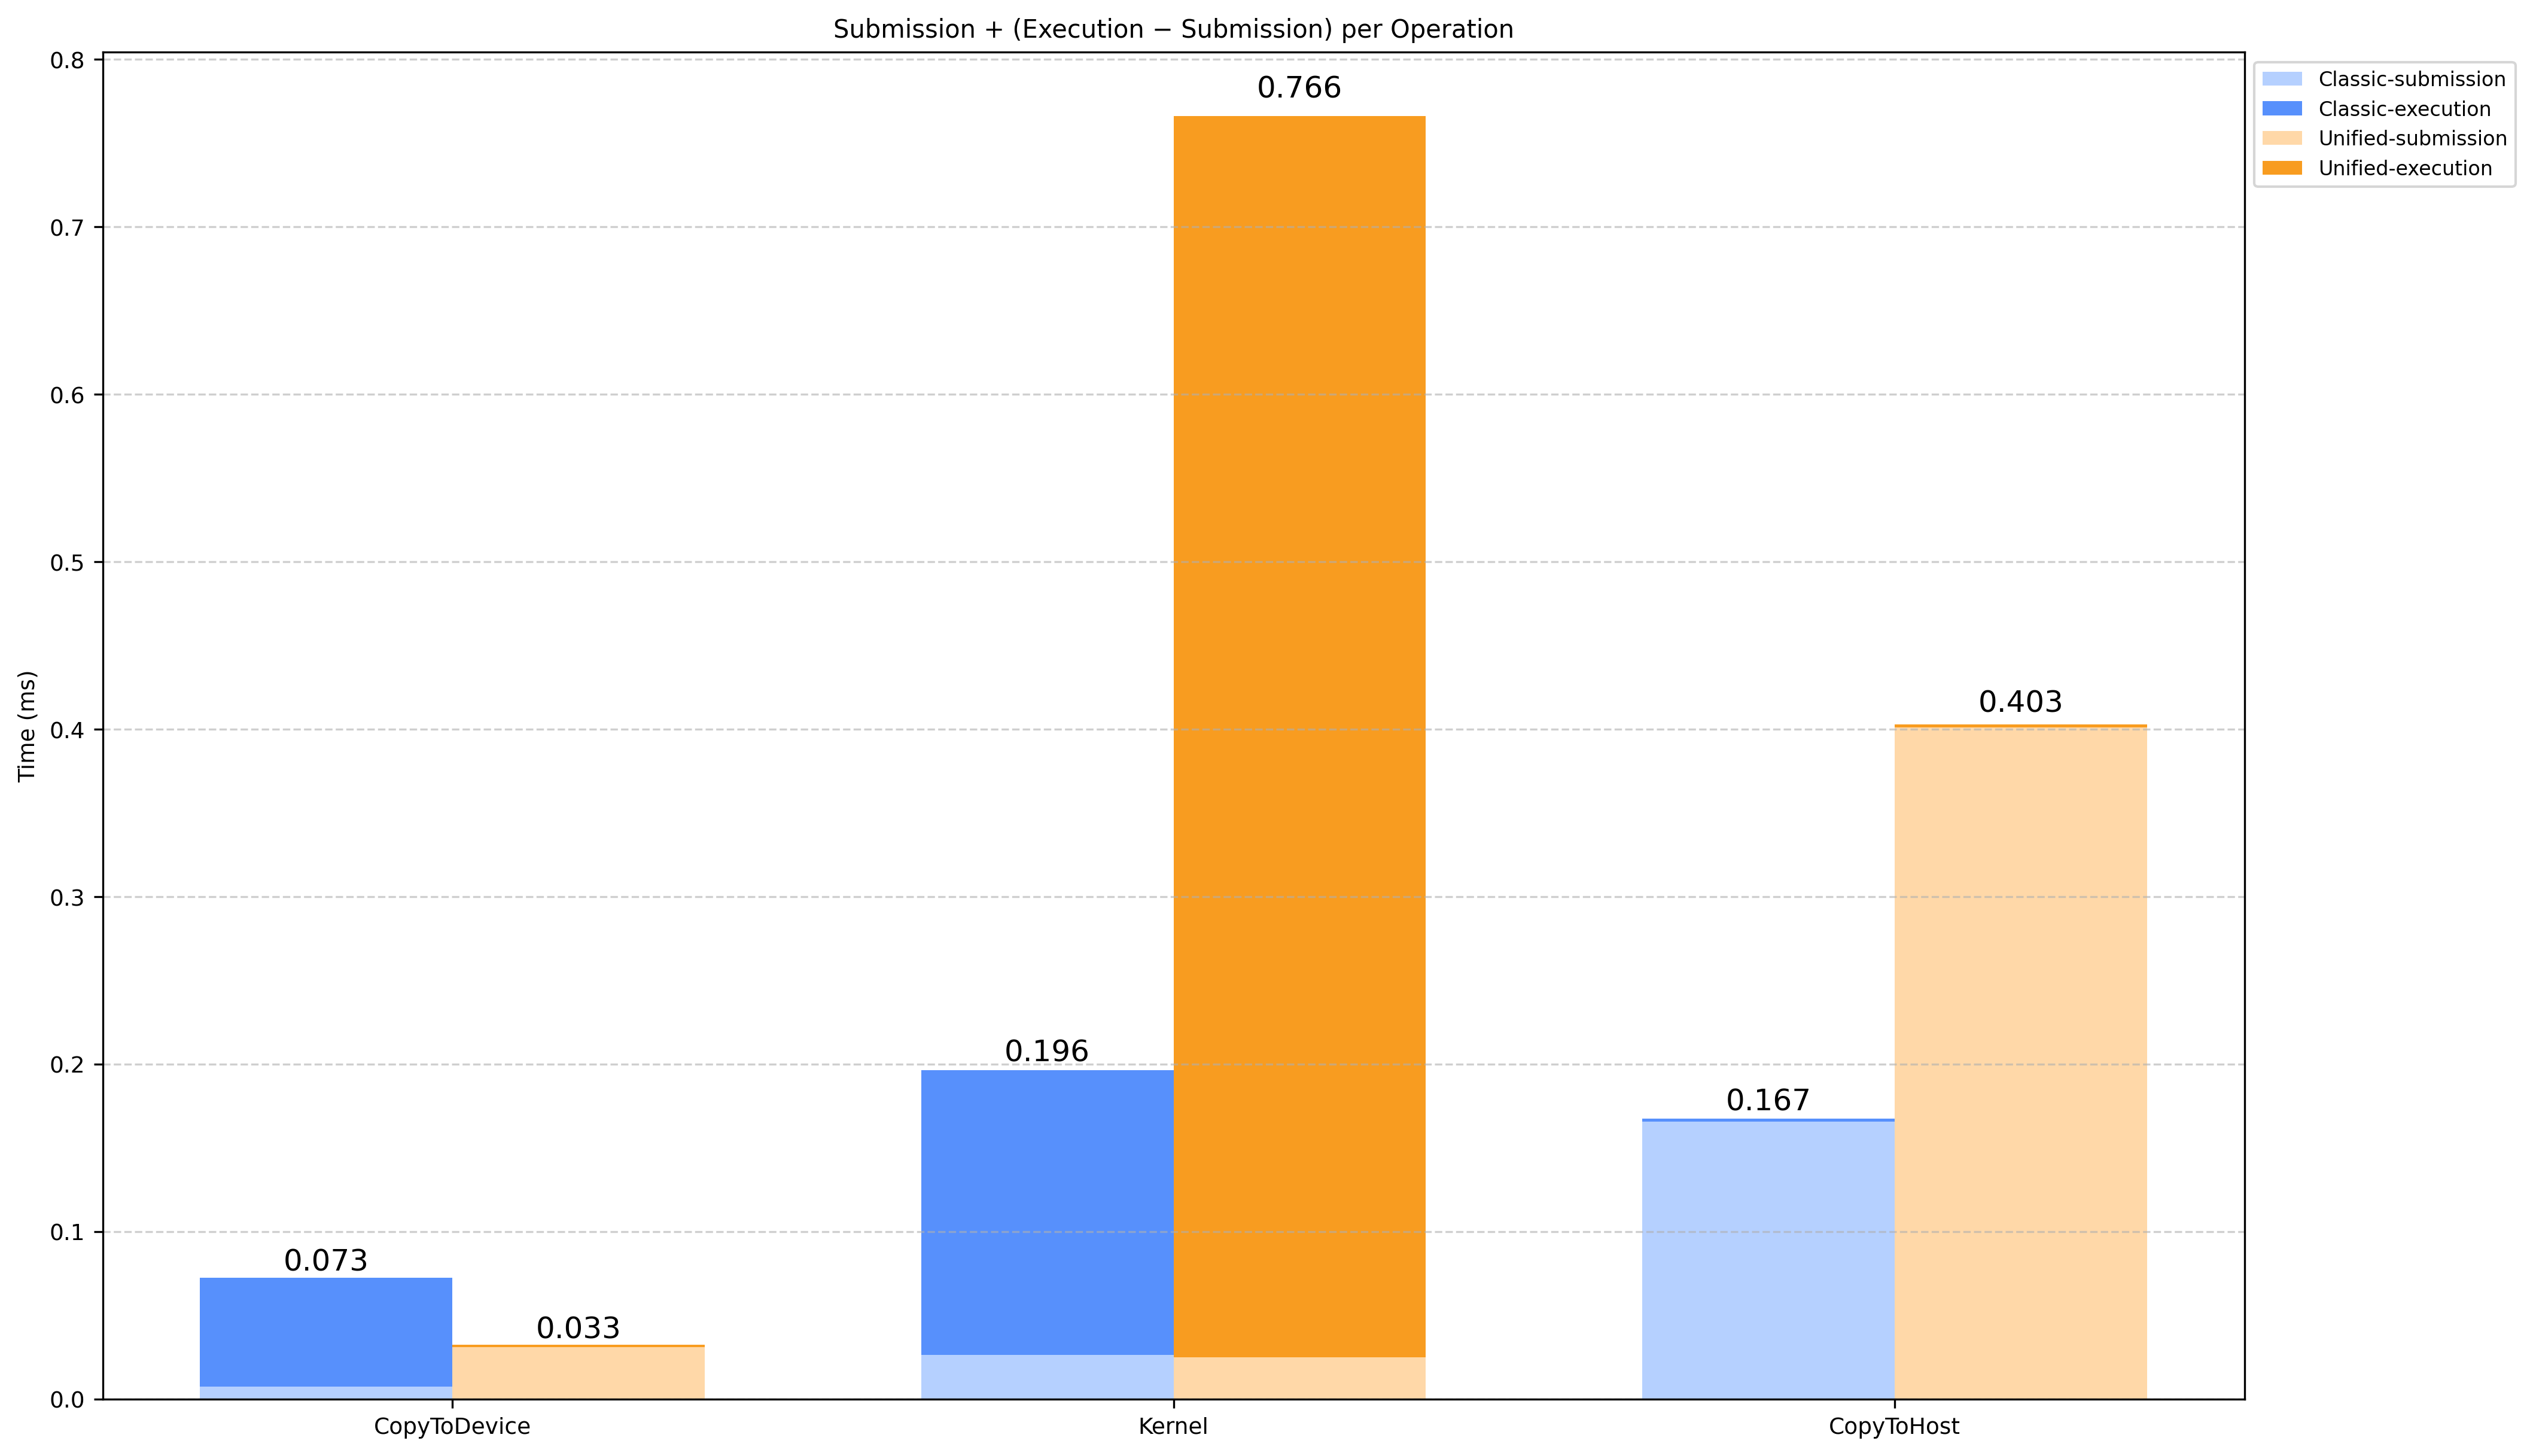 Submission + (Execution − Submission) per Operation
Classic-submission
Classic-execution
Unified-submission
Unified-execution
Time (ms)
0.8
0.7
0.6
0.5
0.4
0.3
0.2
0.1
0.0
0.073
0.033
0.196
0.766
0.167
0.403
CopyToDevice
Kernel
CopyToHost